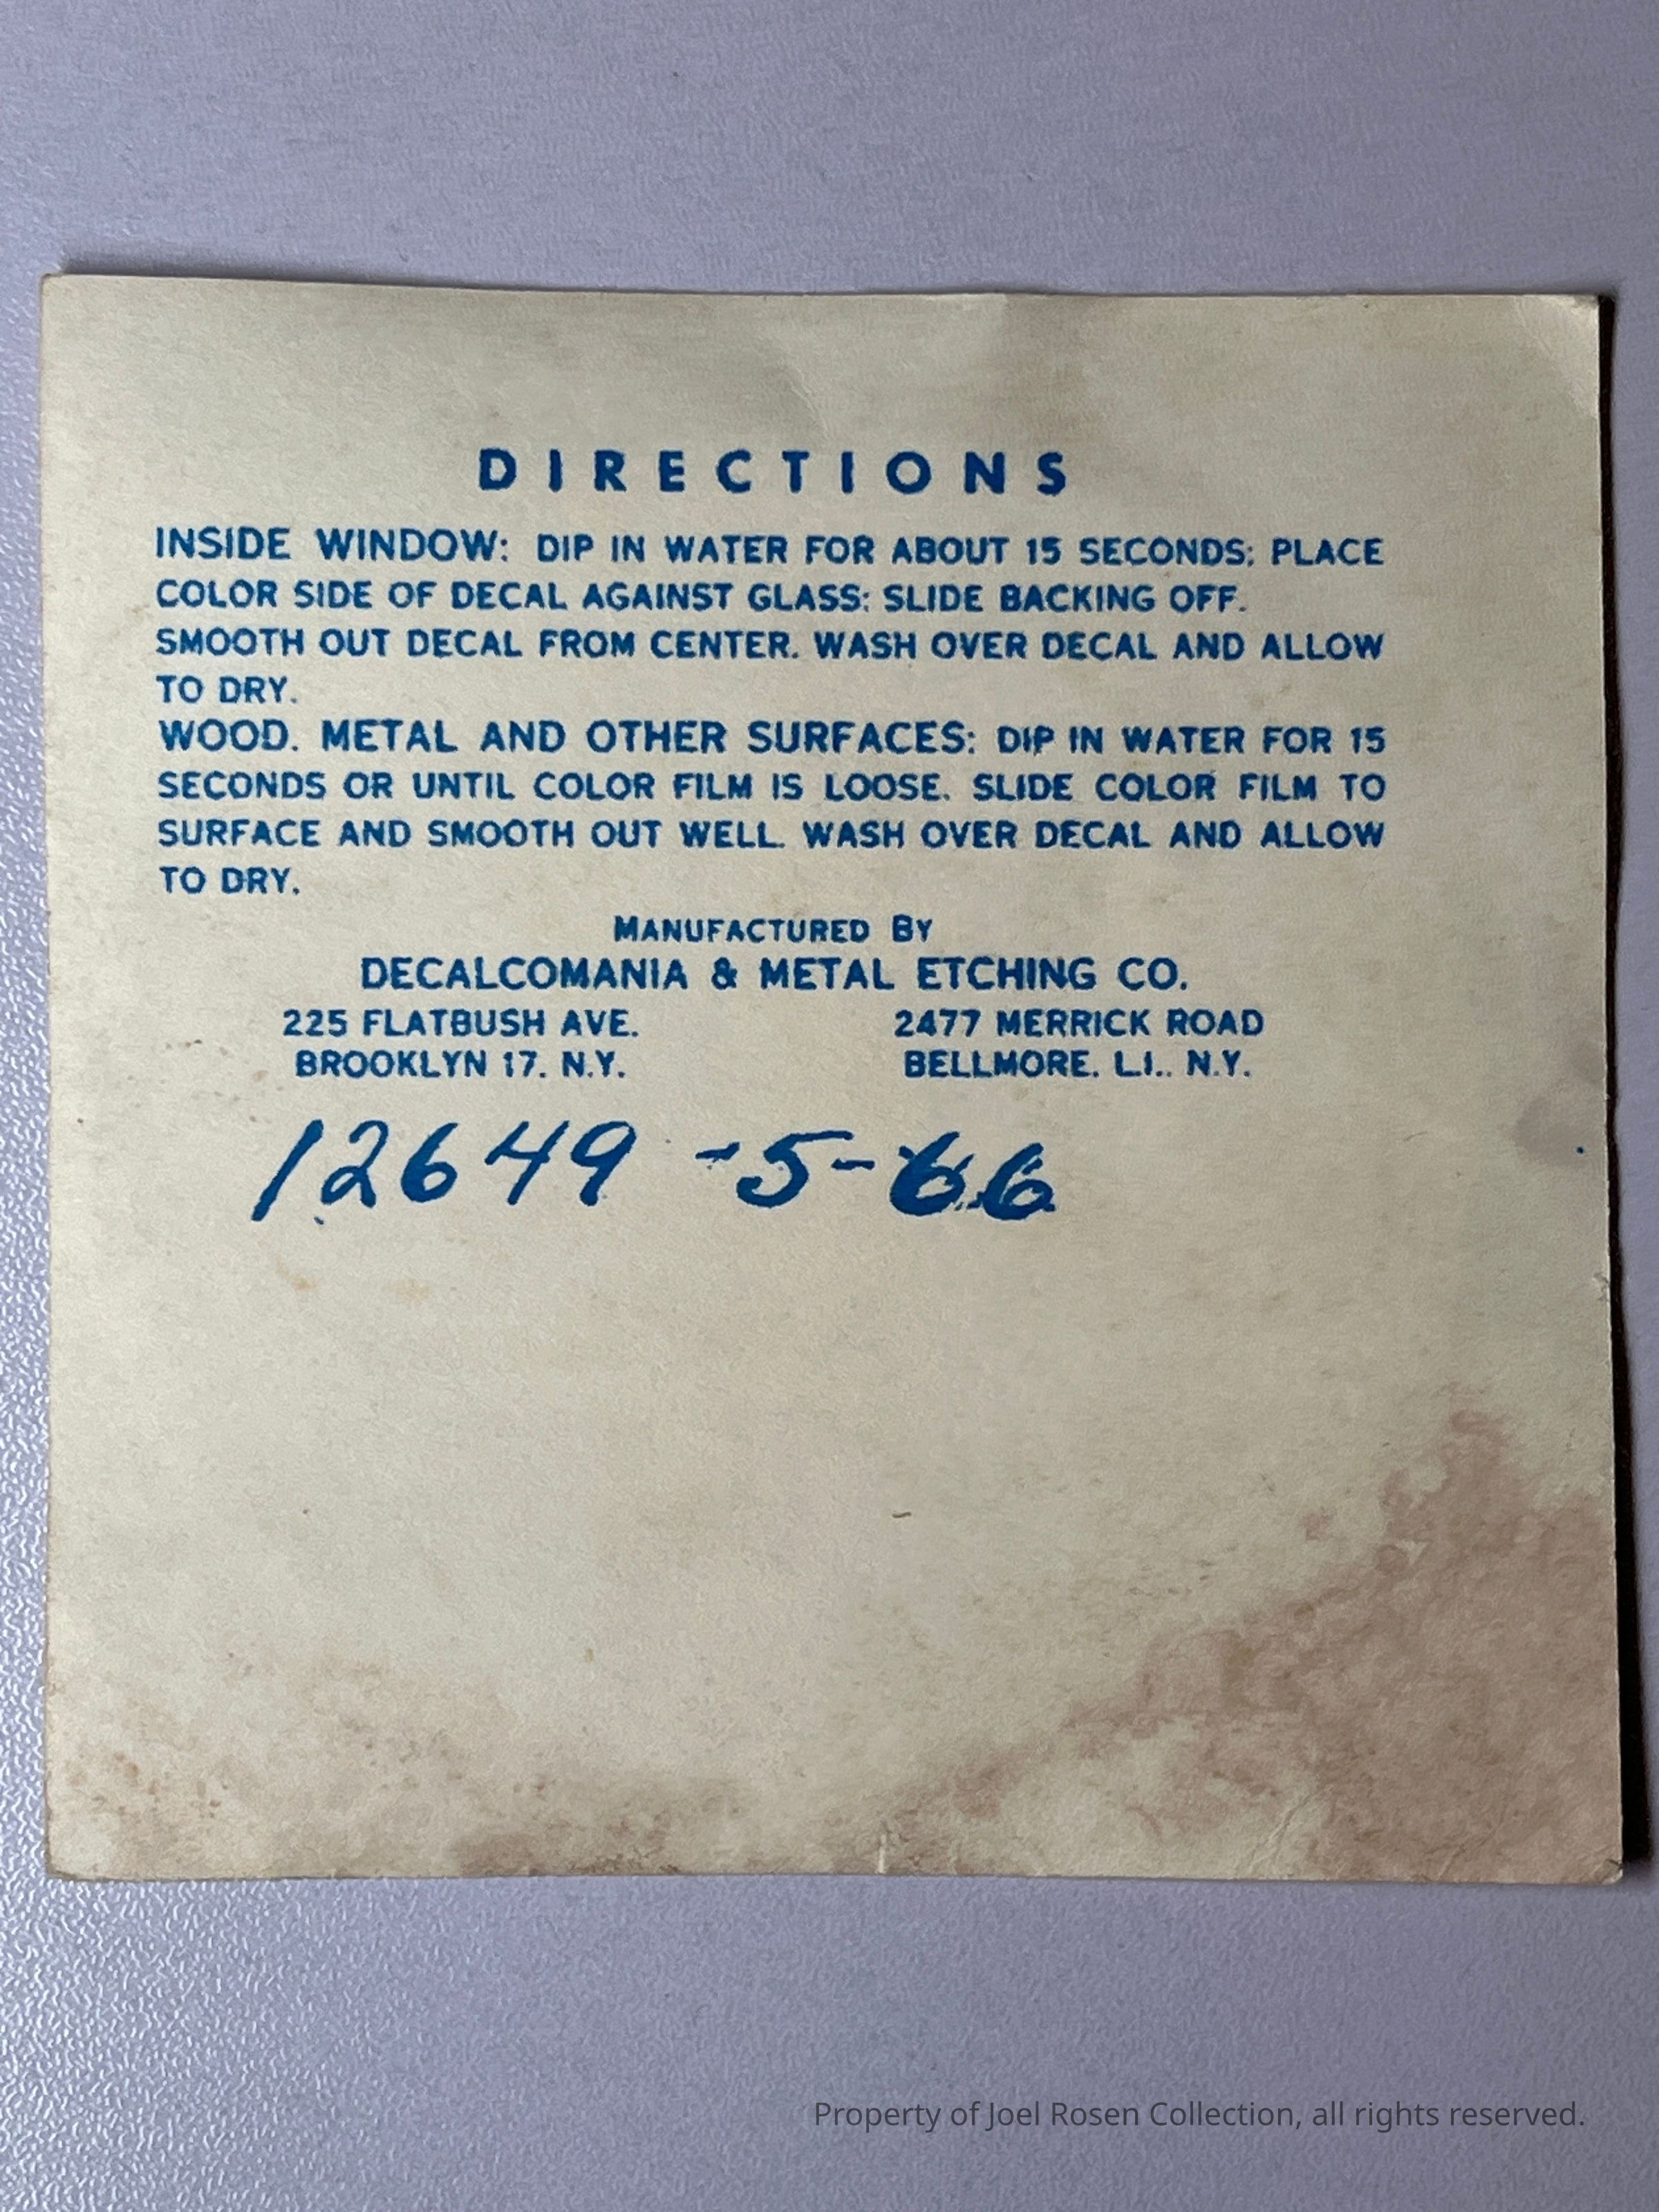 DIRECTIONS
INSIDE WINDOW: DIP IN WATER FOR ABOUT 15 SECONDS; PLACE
COLOR SIDE OF DECAL AGAINST GLASS; SLIDE BACKING OFF.
SMOOTH OUT DECAL FROM CENTER. WASH OVER DECAL AND ALLOW
TO DRY.
WOOD. METAL AND OTHER SURFACES: DIP IN WATER FOR 15
SECONDS OR UNTIL COLOR FILM IS LOOSE. SLIDE COLOR FILM TO
SURFACE AND SMOOTH OUT WELL. WASH OVER DECAL AND ALLOW
TO DRY.
MANUFACTURED BY
DECALCOMANIA & METAL ETCHING CO.
225 FLATBUSH AVE. 2477 MERRICK ROAD
BROOKLYN 17. N.Y. BELLMORE. L.I.. N.Y.
12649 -5-66
Property of Joel Rosen Collection, all rights reserved.